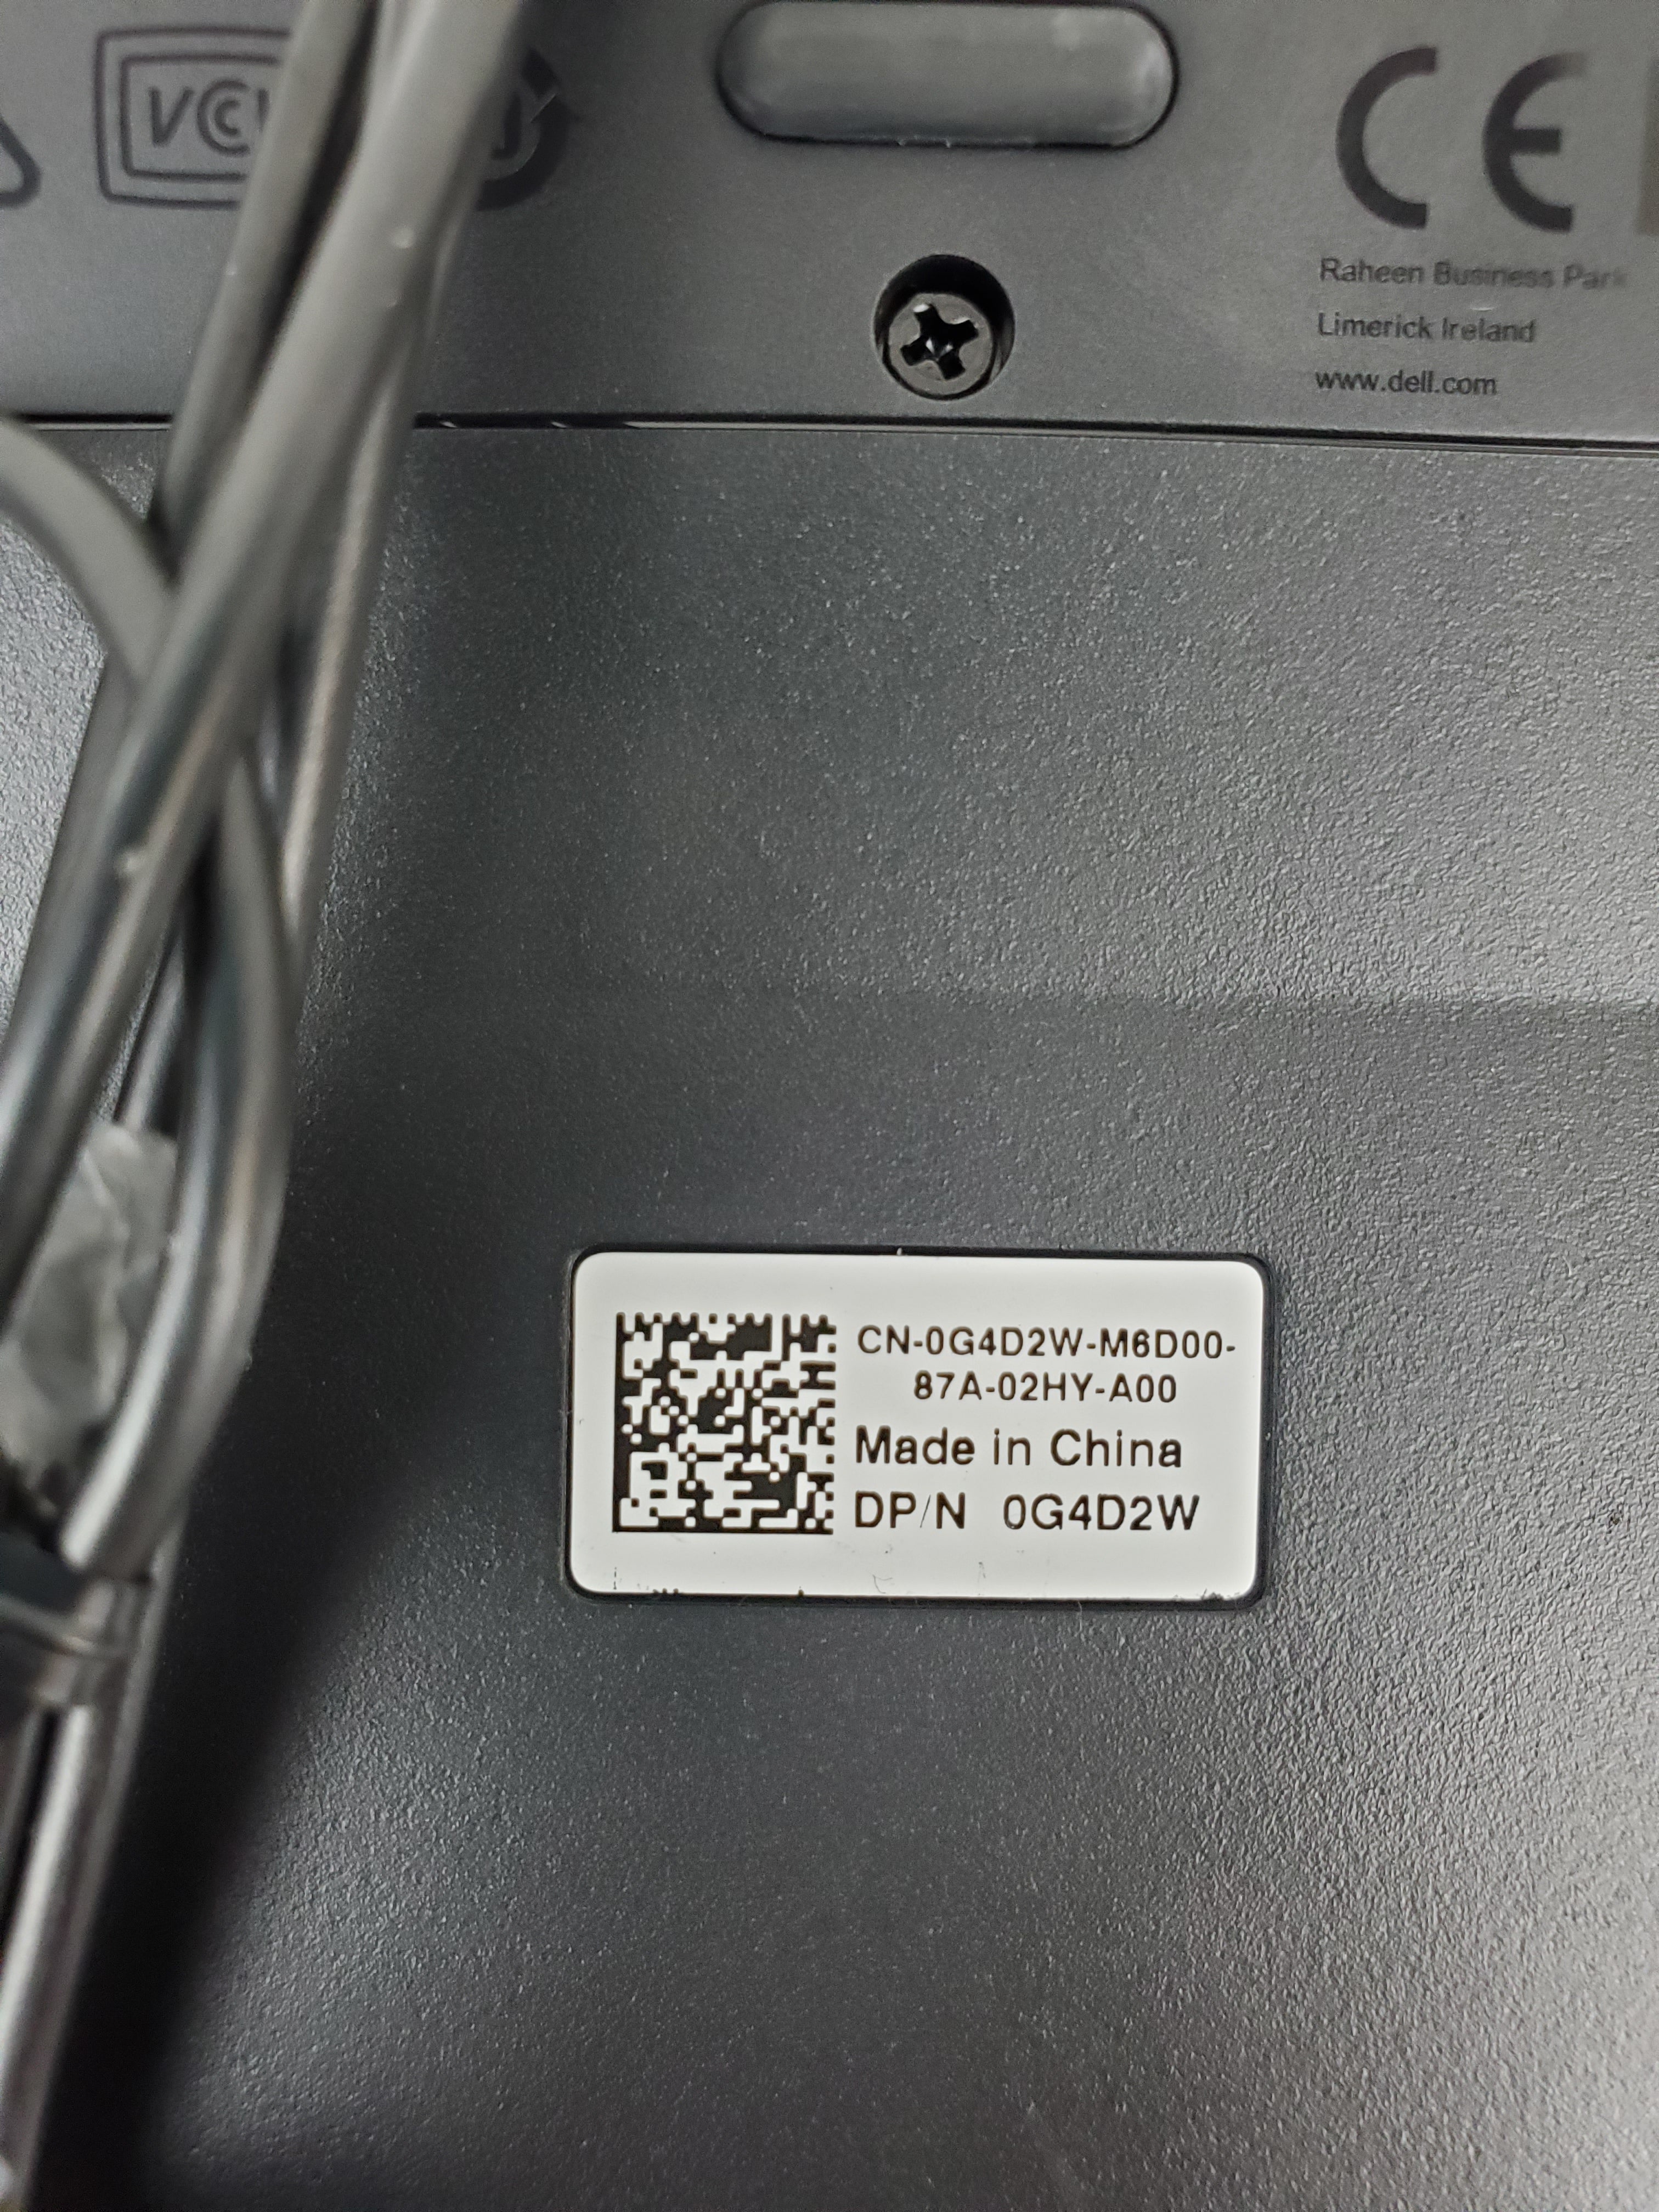 CE
Raheen Business Park
Limerick Ireland
www.dell.com
CN-0G4D2W-M6D00-
87A-02HY-A00
Made in China
DP/N 0G4D2W